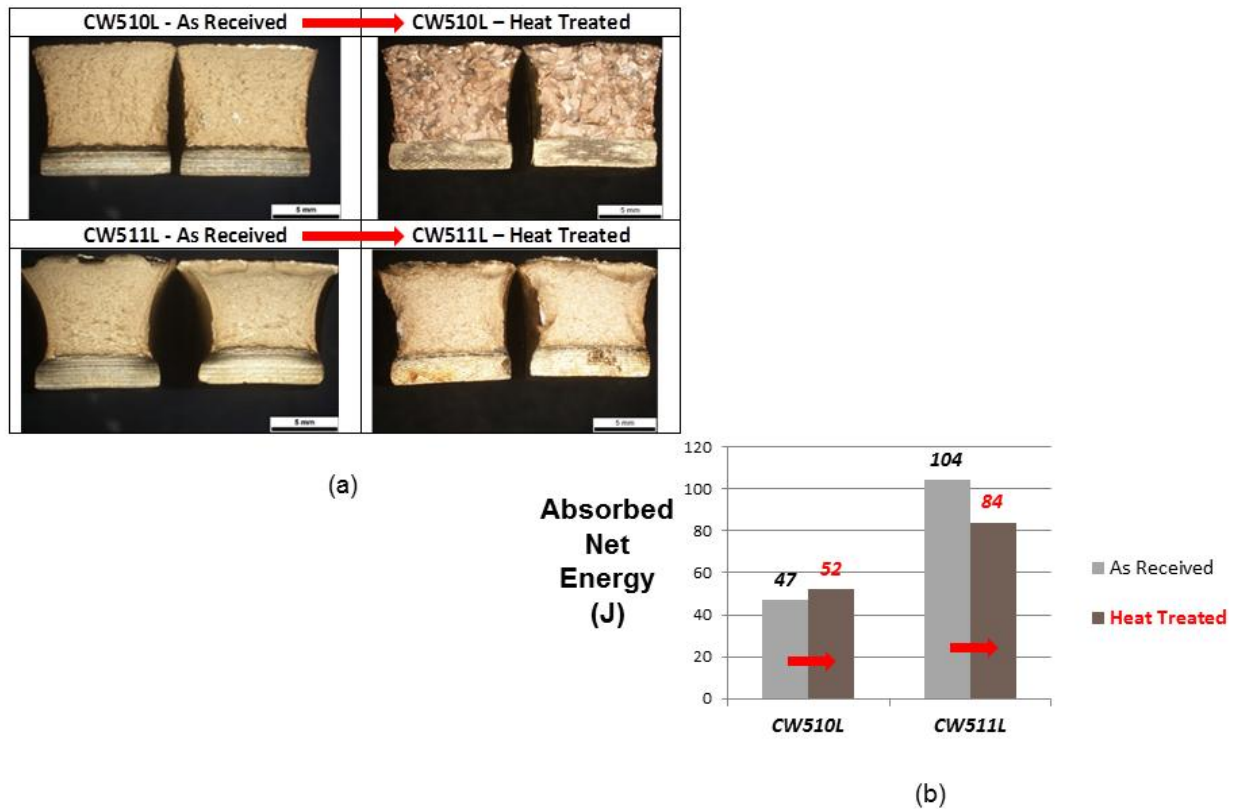 CW510L - As Received
CW510L – Heat Treated
5 mm
5 mm
CW511L - As Received
CW511L – Heat Treated
5 mm
5 mm
(a)
Absorbed
Net
Energy
(J)
120
100
80
60
40
20
0
47
52
104
84
CW510L
CW511L
As Received
Heat Treated
(b)